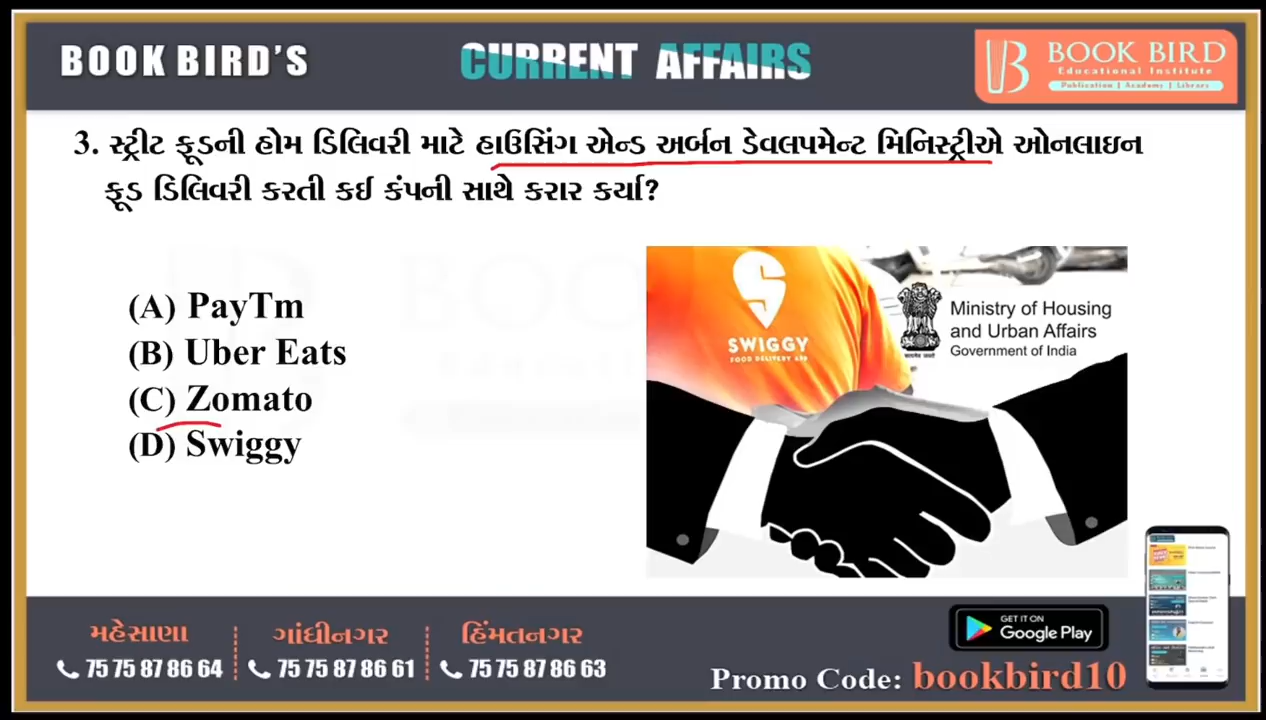 BOOK BIRD'S
CURRENT AFFAIRS
BOOK BIRD
Educational Institute
Publication | Academy | Library
3. સ્ટ્રીટ ફૂડની હોમ ડિલિવરી માટે હાઉસિંગ એન્ડ અર્બન ડેવલપમેન્ટ મિનિસ્ટ્રીએ ઓનલાઇન
ફૂડ ડિલિવરી કરતી કઈ કંપની સાથે કરાર કર્યા?
(A) PayTm
(B) Uber Eats
(C) Zomato
(D) Swiggy
SWIGGY
FOOD DELIVERY APP
Ministry of Housing
and Urban Affairs
Government of India
મહેસાણા
75 75 87 86 64
ગાંધીનગર
75 75 87 86 61
હિંમતનગર
75 75 87 86 63
GET IT ON
Google Play
Promo Code: bookbird10